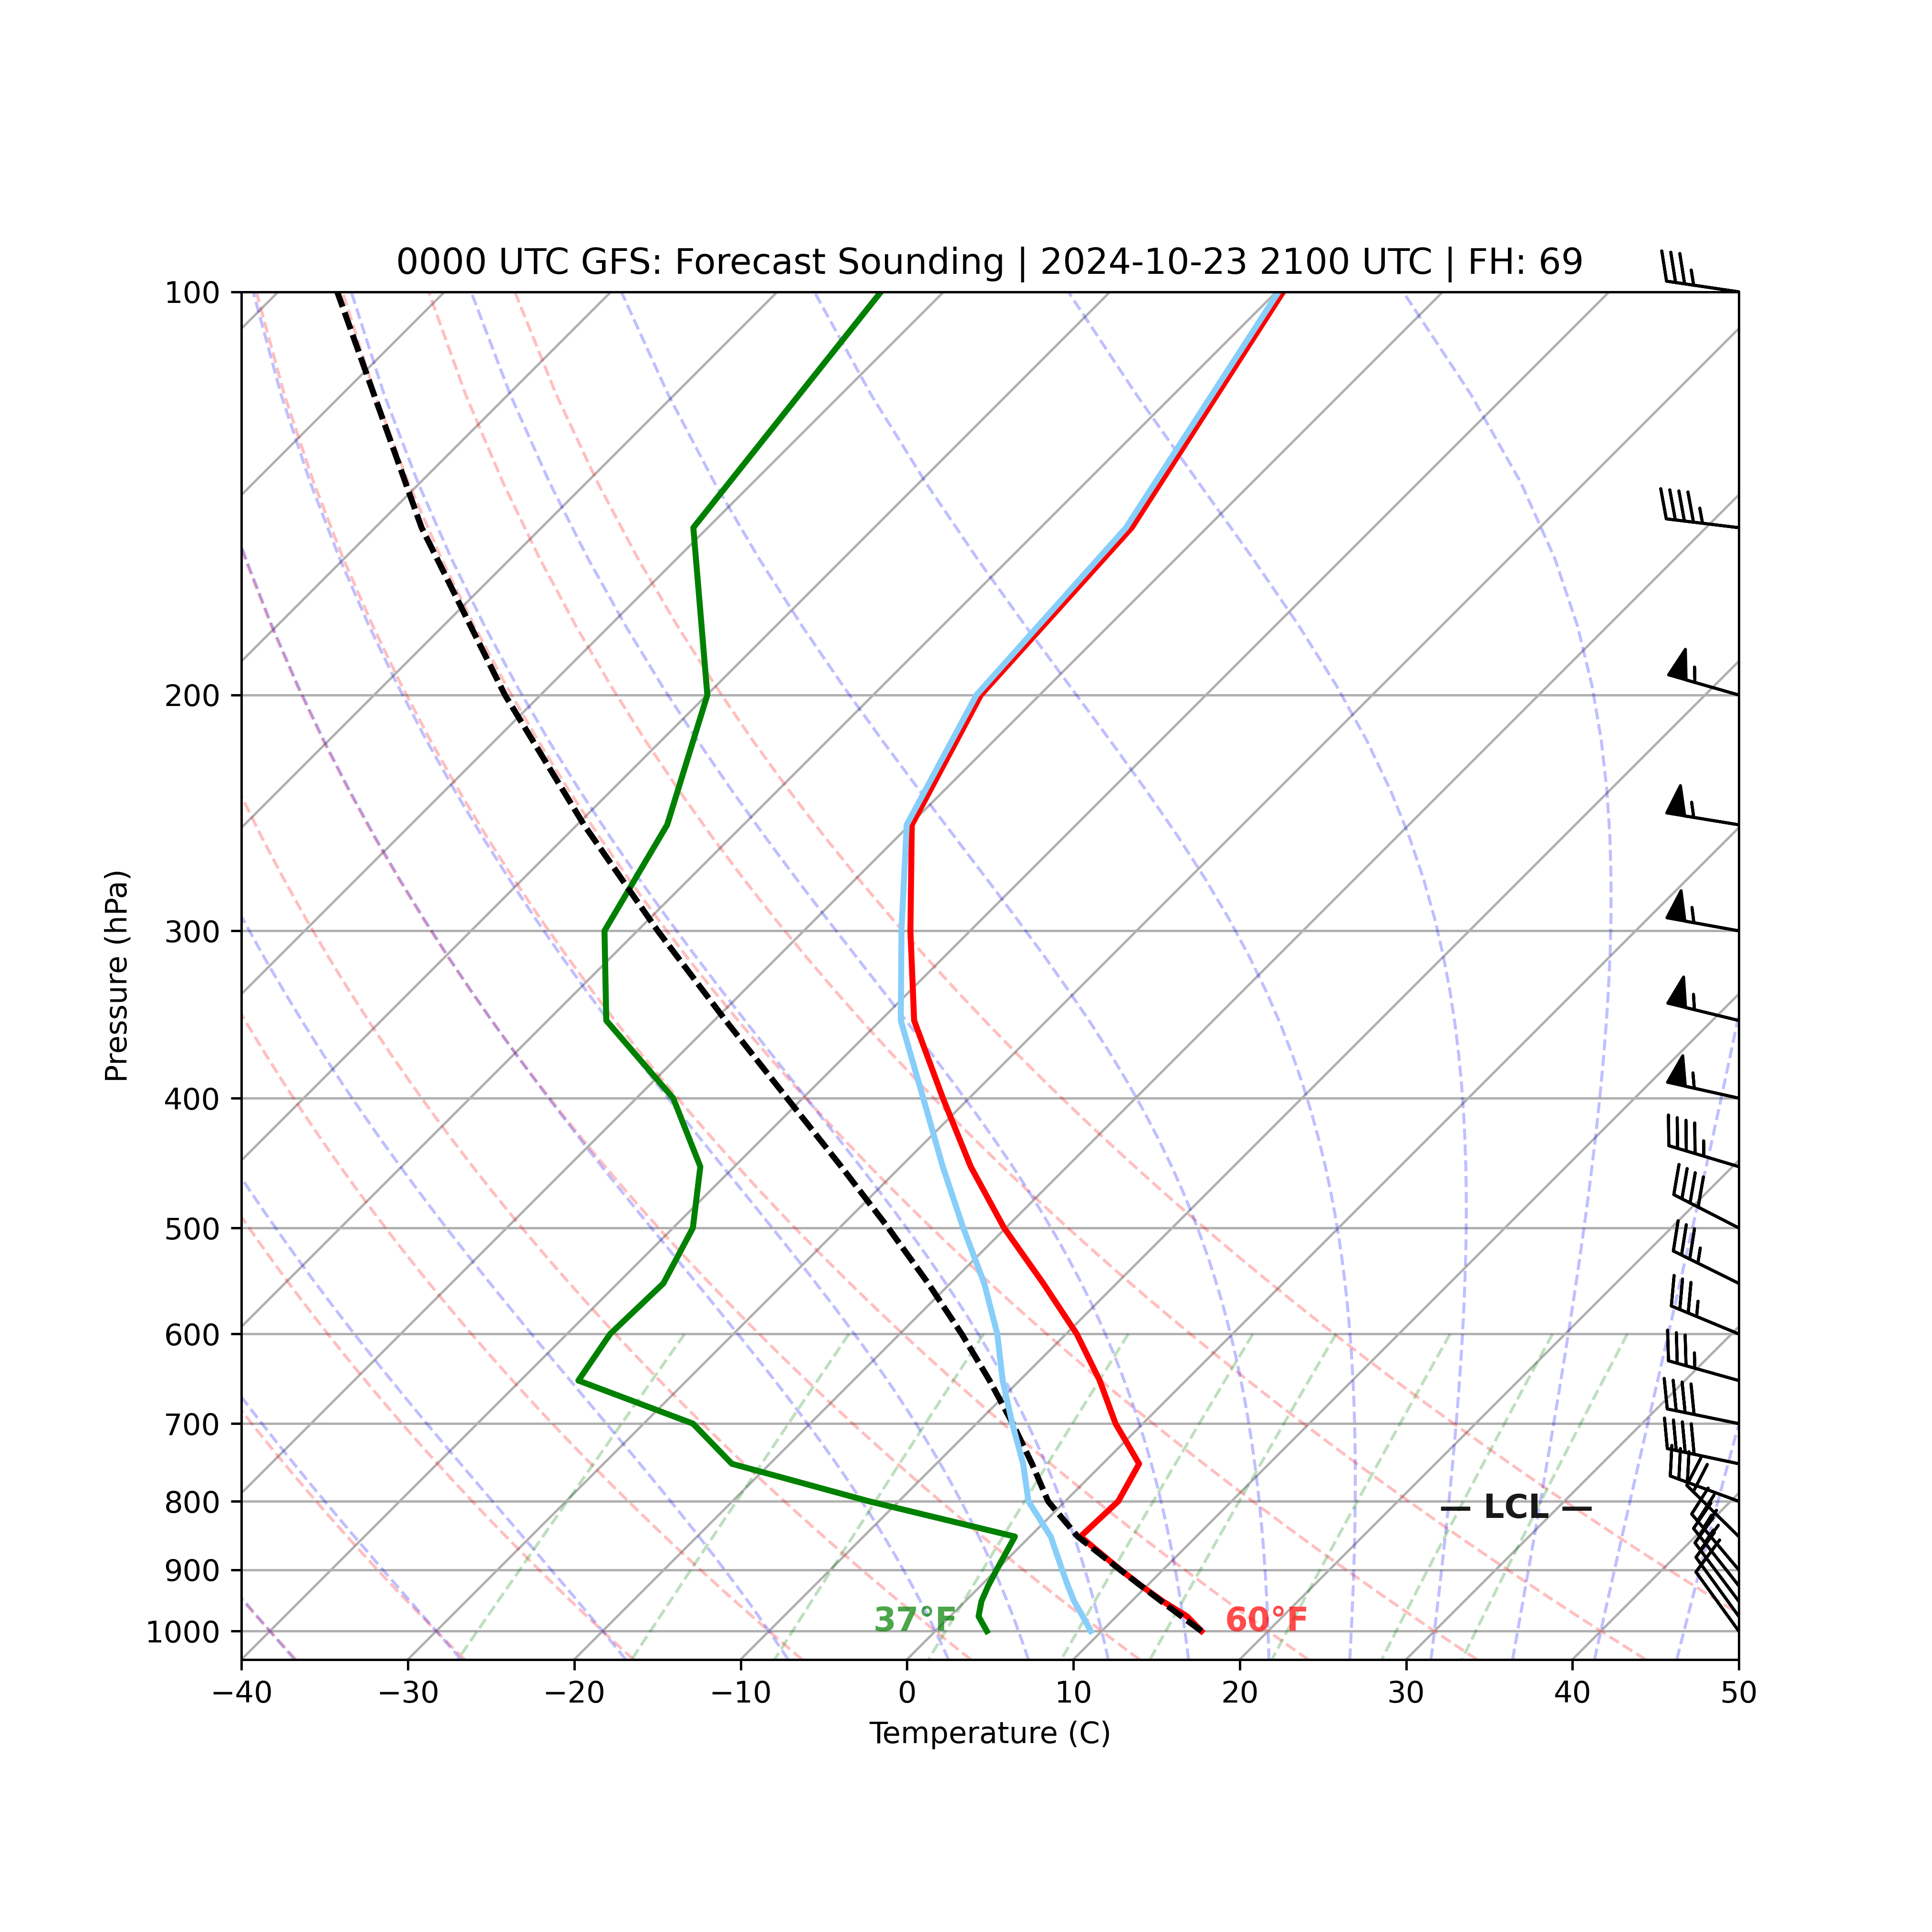 0000 UTC GFS: Forecast Sounding | 2024-10-23 2100 UTC | FH: 69
100
200
300
400
500
600
700
800
900
1000
Pressure (hPa)
— LCL —
37°F
60°F
−40 −30 −20 −10 0 10 20 30 40 50
Temperature (C)